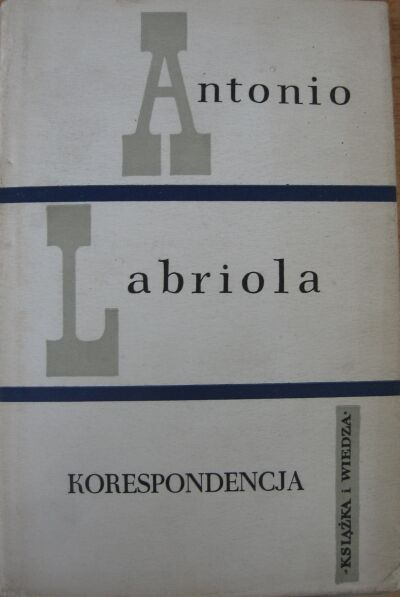 Antonio
Labriola
KORESPONDENCJA
·KSIĄŻKA i WIEDZA·